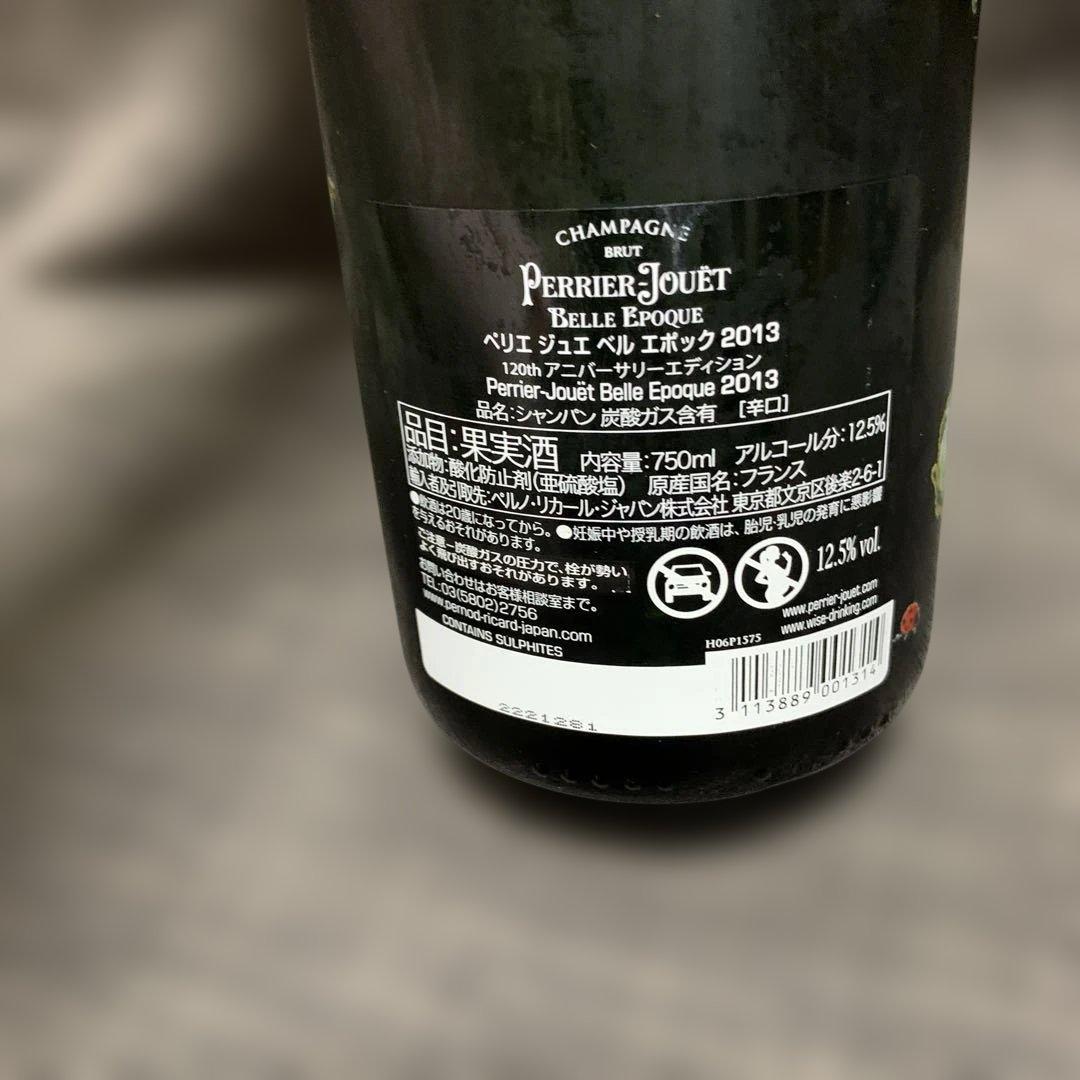 CHAMPAGNE
BRUT
PERRIER-JOUËT
BELLE EPOQUE
ペリエ ジュエ ベル エポック 2013
120th アニバーサリーエディション
Perrier-Jouët Belle Epoque 2013
品名:シャンパン 炭酸ガス含有 [辛口]
品目:果実酒 内容量:750ml アルコール分:12.5%
添加物:酸化防止剤(亜硫酸塩) 原産国名:フランス
輸入者及引取先:ペルノ・リカール・ジャパン株式会社 東京都文京区後楽2-6-1
●飲酒は20歳になってから。●妊娠中や授乳期の飲酒は、胎児・乳児の発育に悪影響
を与えるおそれがあります。
ご注意-炭酸ガスの圧力で、栓が勢い
よく飛び出すおそれがあります。
お問い合わせはお客様相談室まで。
TEL:03(5802)2756
www.pernod-ricard-japan.com
CONTAINS SULPHITES
12.5% vol.
www.perrier-jouet.com
www.wise-drinking.com
H06P1575
3 113889 001314
2221281